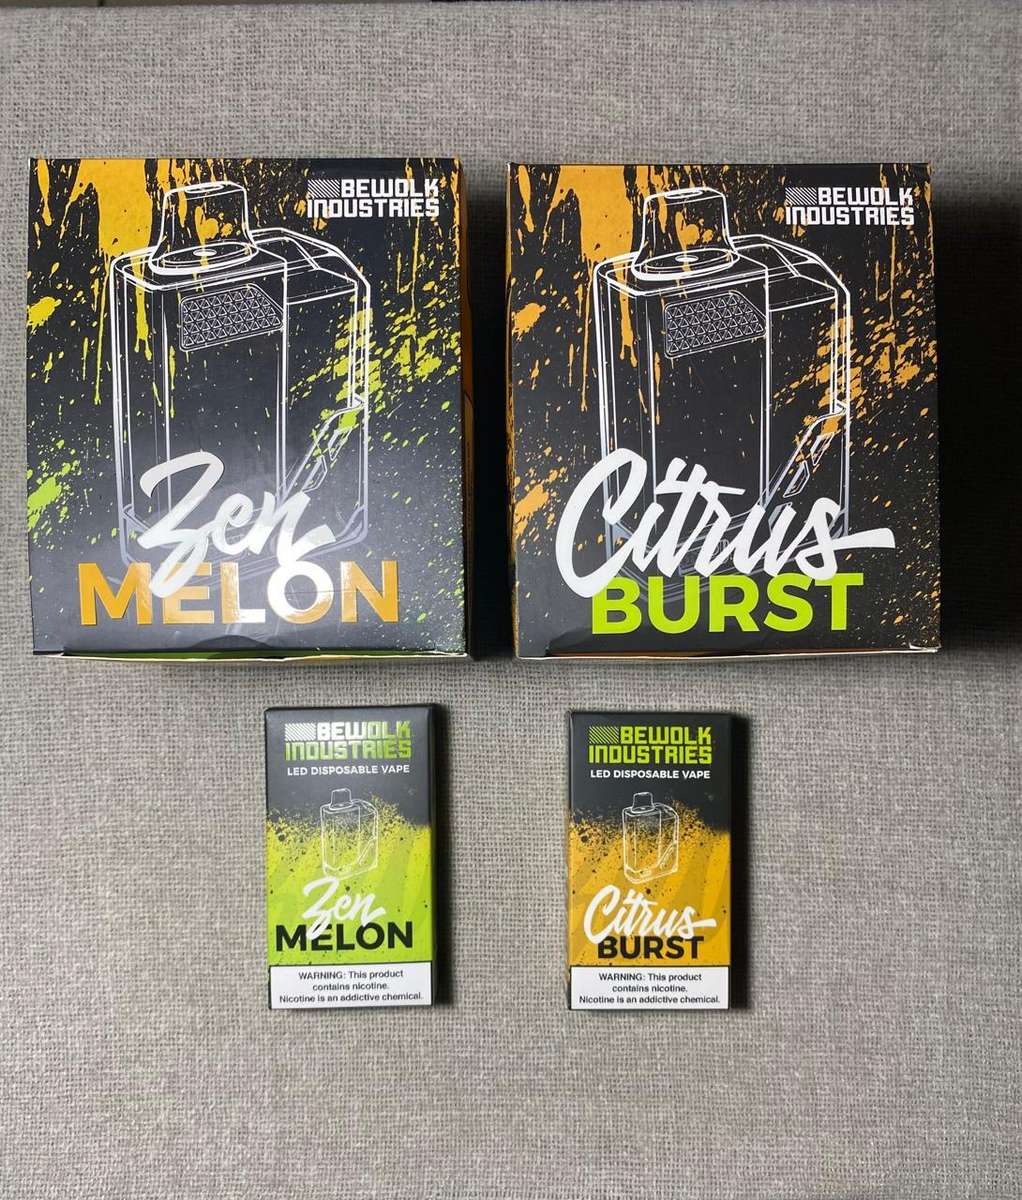 BEWOLK
INDUSTRIES
Zen
MELON
BEWOLK
INDUSTRIES
Citrus
BURST
BEWOLK
INDUSTRIES
LED DISPOSABLE VAPE
Zen
MELON
WARNING: This product
contains nicotine.
Nicotine is an addictive chemical.
BEWOLK
INDUSTRIES
LED DISPOSABLE VAPE
Citrus
BURST
WARNING: This product
contains nicotine.
Nicotine is an addictive chemical.